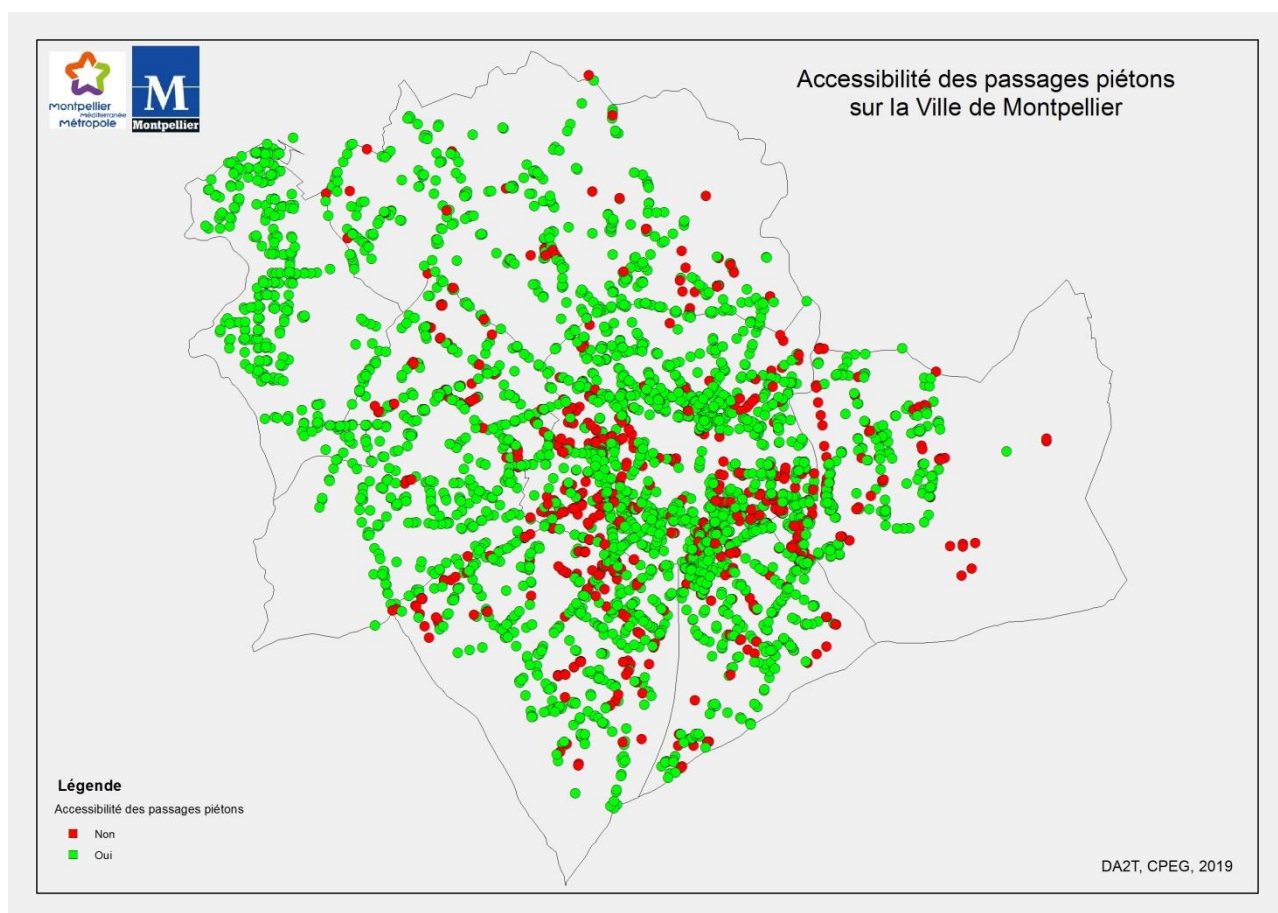 Montpellier
Méditerranée
Métropole
M
Montpellier
Accessibilité des passages piétons
sur la Ville de Montpellier
Légende
Accessibilité des passages piétons
Non
Oui
DA2T, CPEG, 2019